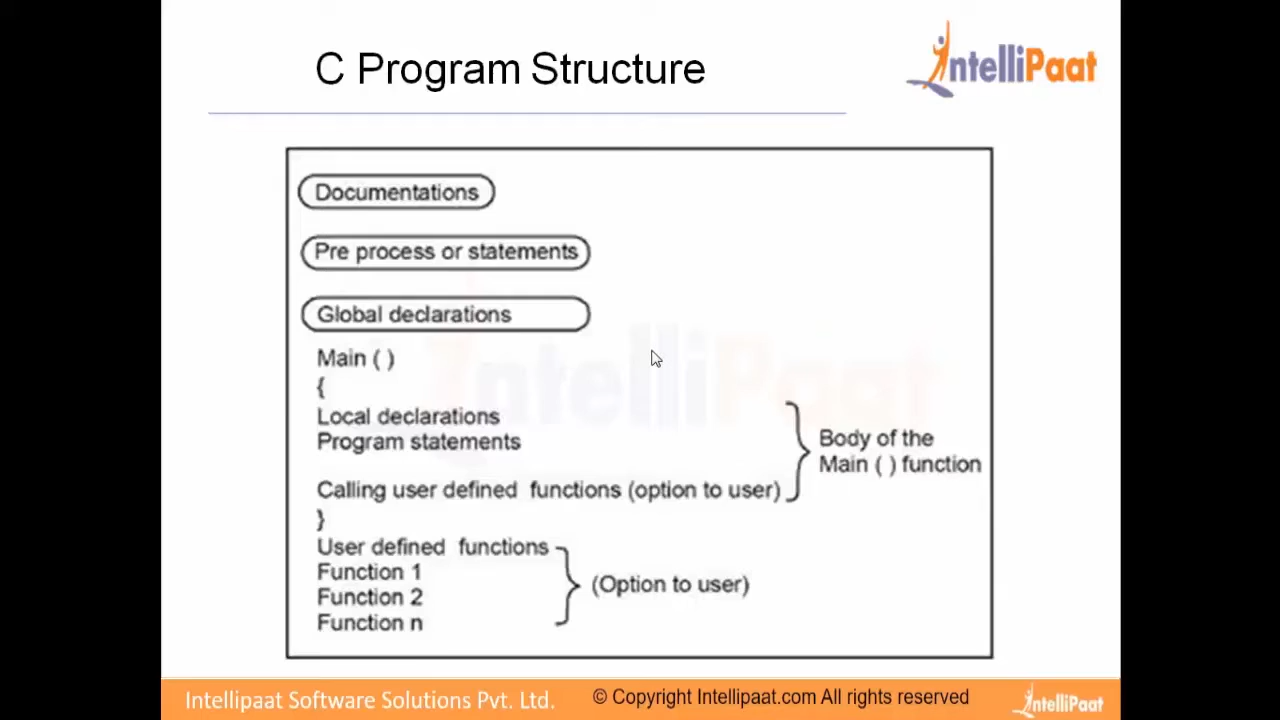 C Program Structure
IntelliPaat
Documentations
Pre process or statements
Global declarations
Main ( )
{
Local declarations
Program statements
Body of the
Main ( ) function
Calling user defined functions (option to user)
}
User defined functions
Function 1
Function 2
Function n
(Option to user)
IntelliPaat
Intellipaat Software Solutions Pvt. Ltd.
© Copyright Intellipaat.com All rights reserved
IntelliPaat